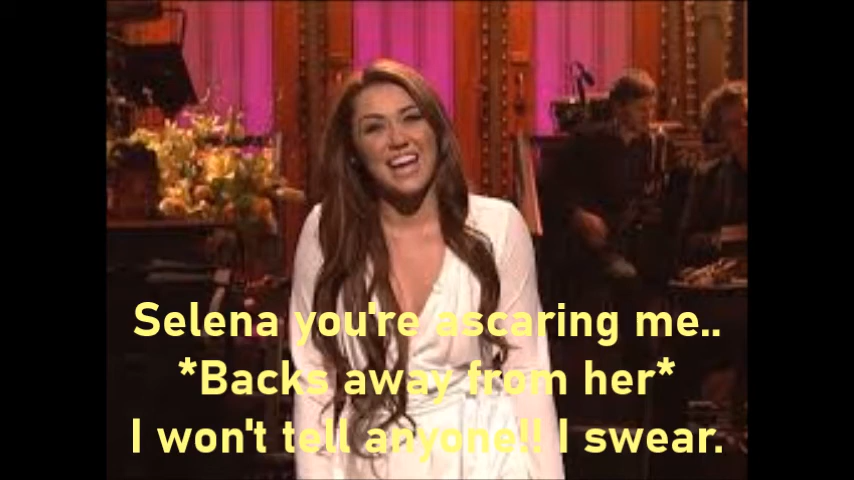 Selena you're ascaring me..
*Backs away from her*
I won't tell anyone!! I swear.